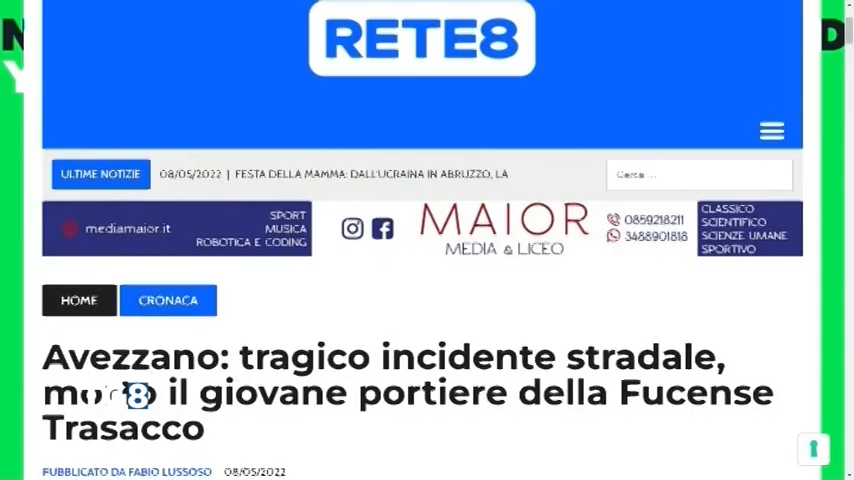 RETE8
ULTIME NOTIZIE 08/05/2022 | FESTA DELLA MAMMA: DALL'UCRAINA IN ABRUZZO, LA
Cerca ...
mediamaior.it
SPORT
MUSICA
ROBOTICA E CODING
MAIOR
MEDIA & LICEO
0859218211
3488901818
CLASSICO
SCIENTIFICO
SCIENZE UMANE
SPORTIVO
HOME CRONACA
Avezzano: tragico incidente stradale,
morto il giovane portiere della Fucense
Trasacco
8
PUBBLICATO DA FABIO LUSSOSO 08/05/2022